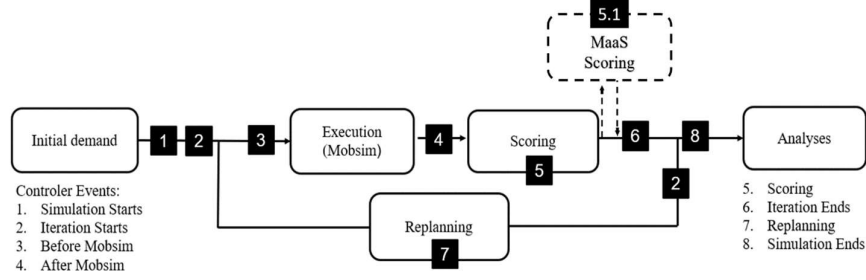 5.1
MaaS
Scoring
Initial demand
1
2
3
Execution
(Mobsim)
4
Scoring
5
6
8
Analyses
2
Replanning
7
Controler Events:
1. Simulation Starts
2. Iteration Starts
3. Before Mobsim
4. After Mobsim
5. Scoring
6. Iteration Ends
7. Replanning
8. Simulation Ends